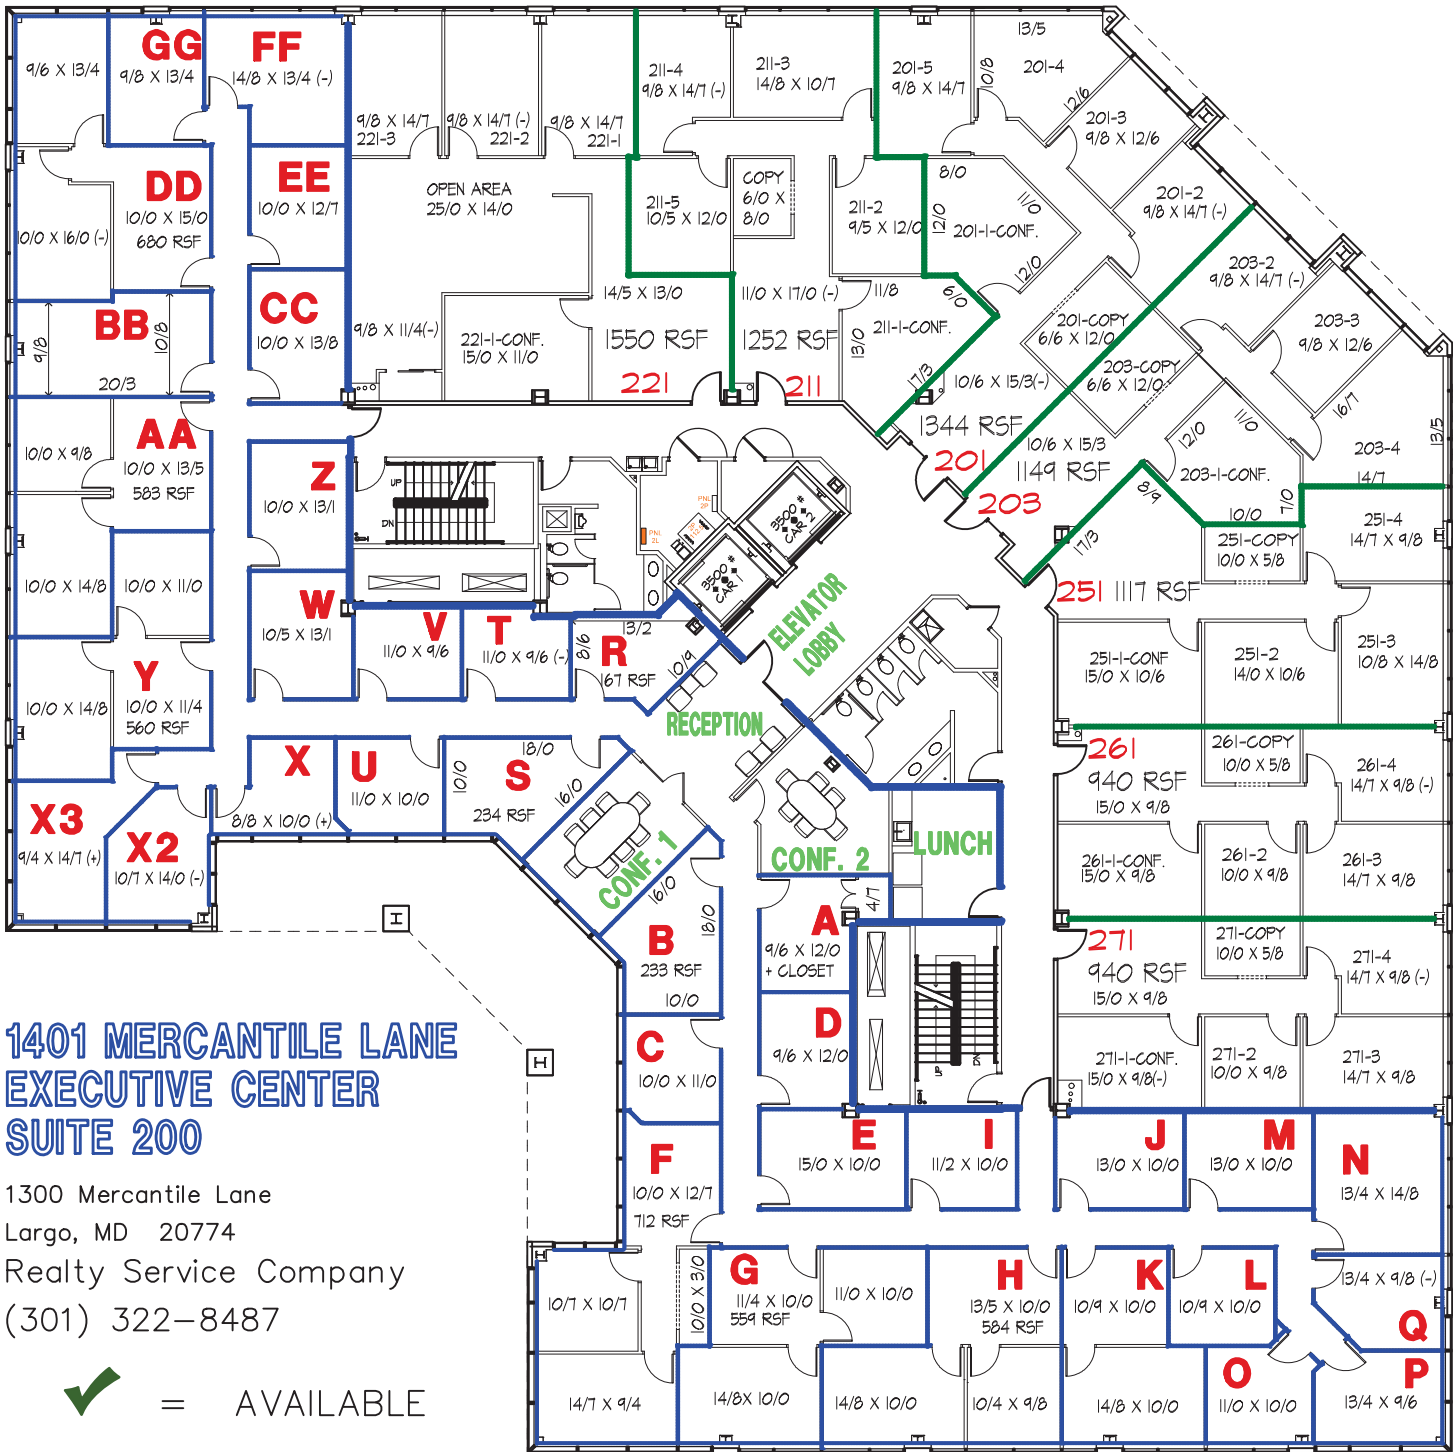 GG
FF
9/6 X 13/4
9/8 X 13/4
14/8 X 13/4 (-)
9/8 X 14/7
221-3
9/8 X 14/7 (-)
221-2
9/8 X 14/7
221-1
211-4
9/8 X 14/7 (-)
211-3
14/8 X 10/7
201-5
9/8 X 14/7
13/5
10/8
201-4
12/6
201-3
9/8 X 12/6
DD
10/0 X 15/0
680 RSF
EE
10/0 X 12/7
10/0 X 16/0 (-)
OPEN AREA
25/0 X 14/0
211-5
10/5 X 12/0
COPY
6/0 X
8/0
211-2
9/5 X 12/0
8/0
12/0
11/0
201-1-CONF.
12/0
201-2
9/8 X 14/7 (-)
203-2
9/8 X 14/7 (-)
BB
9/8
10/8
20/3
CC
10/0 X 13/8
9/8 X 11/4(-)
221-1-CONF.
15/0 X 11/0
14/5 X 13/0
1550 RSF
221
11/0 X 17/0 (-)
1252 RSF
211
11/8
13/0
211-1-CONF.
6/0
17/3
201-COPY
6/6 X 12/0
203-COPY
6/6 X 12/0
10/6 X 15/3(-)
1344 RSF
201
203-3
9/8 X 12/6
16/7
13/5
AA
10/0 X 13/5
583 RSF
10/0 X 9/8
Z
10/0 X 13/1
UP
DN
PNL
2P
PNL
2L
3500 #
CAR 1
3500 #
CAR 2
10/6 X 15/3
1149 RSF
203
12/0
11/0
203-1-CONF.
203-4
14/7
8/9
17/3
10/0
7/0
251-4
14/7 X 9/8
251-COPY
10/0 X 5/8
10/0 X 14/8
10/0 X 11/0
W
10/5 X 13/1
V
11/0 X 9/6
T
11/0 X 9/6 (-)
13/2
8/6
R
167 RSF
10/9
ELEVATOR
LOBBY
251 1117 RSF
251-1-CONF
15/0 X 10/6
251-2
14/0 X 10/6
251-3
10/8 X 14/8
Y
10/0 X 11/4
560 RSF
10/0 X 14/8
RECEPTION
X
8/8 X 10/0 (+)
U
11/0 X 10/0
10/0
18/0
S
234 RSF
16/0
261
940 RSF
15/0 X 9/8
261-COPY
10/0 X 5/8
261-4
14/7 X 9/8 (-)
X3
9/4 X 14/7 (+)
X2
10/7 X 14/0 (-)
CONF. 1
16/0
CONF. 2
LUNCH
261-1-CONF.
15/0 X 9/8
261-2
10/0 X 9/8
261-3
14/7 X 9/8
4/7
A
9/6 X 12/0
+ CLOSET
B
233 RSF
18/0
10/0
271
940 RSF
15/0 X 9/8
271-COPY
10/0 X 5/8
271-4
14/7 X 9/8 (-)
1401 MERCANTILE LANE
EXECUTIVE CENTER
SUITE 200
C
10/0 X 11/0
D
9/6 X 12/0
UP
DN
271-1-CONF.
15/0 X 9/8(-)
271-2
10/0 X 9/8
271-3
14/7 X 9/8
1300 Mercantile Lane
Largo, MD 20774
Realty Service Company
(301) 322-8487
= AVAILABLE
F
10/0 X 12/7
712 RSF
E
15/0 X 10/0
I
11/2 X 10/0
J
13/0 X 10/0
M
13/0 X 10/0
N
13/4 X 14/8
10/7 X 10/7
10/0 X 3/0
G
11/4 X 10/0
559 RSF
11/0 X 10/0
H
13/5 X 10/0
584 RSF
K
10/9 X 10/0
L
10/9 X 10/0
13/4 X 9/8 (-)
Q
14/7 X 9/4
14/8X 10/0
14/8 X 10/0
10/4 X 9/8
14/8 X 10/0
O
11/0 X 10/0
P
13/4 X 9/6